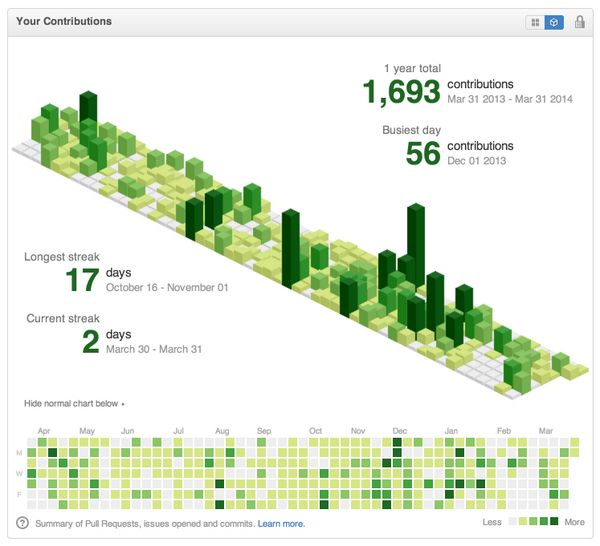 Your Contributions
1 year total
1,693 contributions
Mar 31 2013 - Mar 31 2014
Busiest day
56 contributions
Dec 01 2013
Longest streak
17 days
October 16 - November 01
Current streak
2 days
March 30 - March 31
Hide normal chart below
Apr May Jun Jul Aug Sep Oct Nov Dec Jan Feb Mar
M
W
F
? Summary of Pull Requests, issues opened and commits. Learn more.
Less More